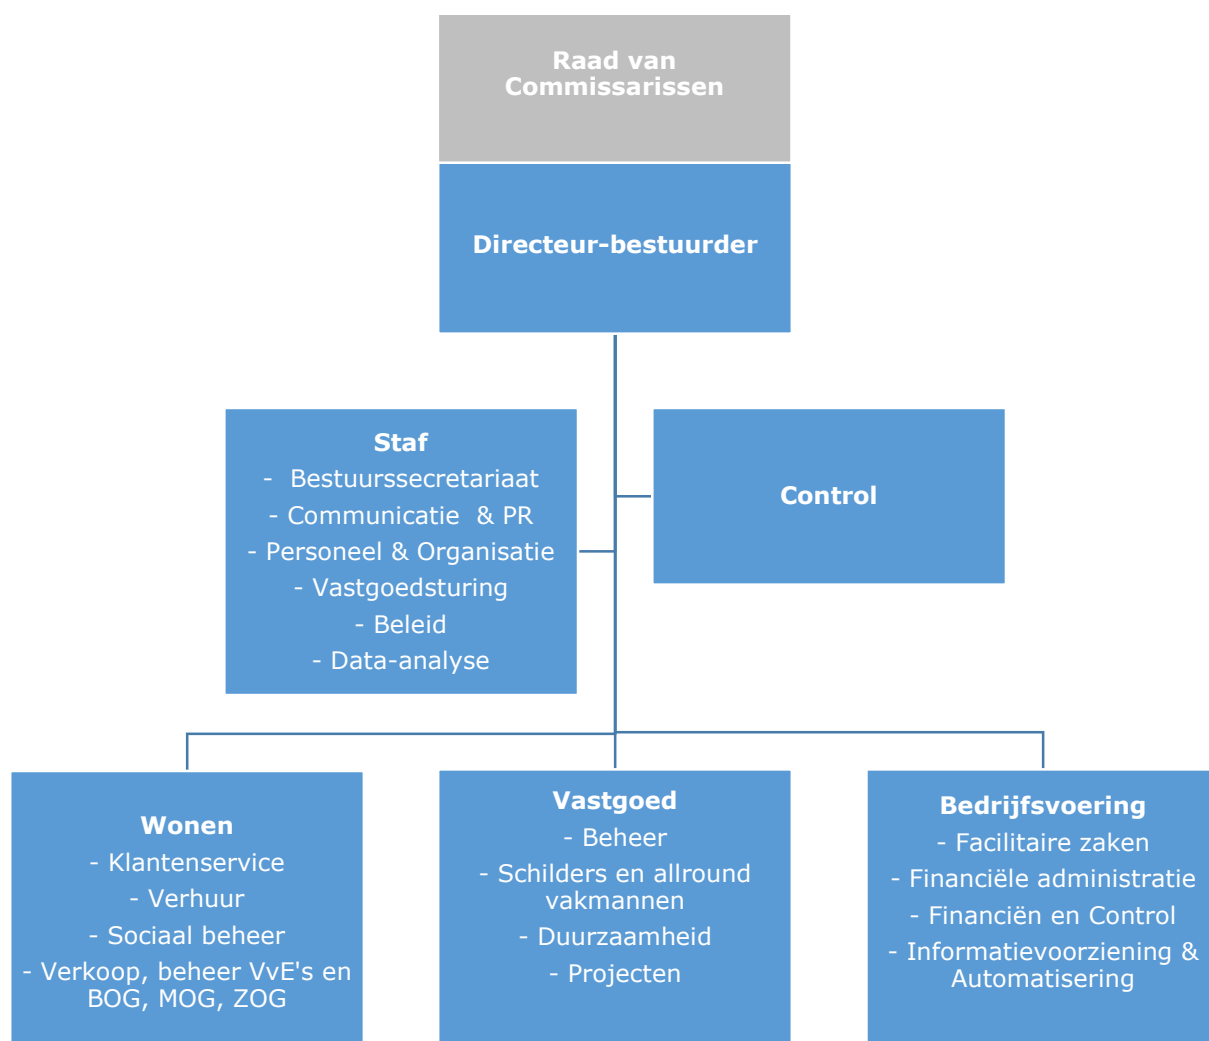 Raad van
Commissarissen
Directeur-bestuurder
Staf
- Bestuurssecretariaat
- Communicatie & PR
- Personeel & Organisatie
- Vastgoedsturing
- Beleid
- Data-analyse
Control
Wonen
- Klantenservice
- Verhuur
- Sociaal beheer
- Verkoop, beheer VvE's en
BOG, MOG, ZOG
Vastgoed
- Beheer
- Schilders en allround
vakmannen
- Duurzaamheid
- Projecten
Bedrijfsvoering
- Facilitaire zaken
- Financiële administratie
- Financiën en Control
- Informatievoorziening &
Automatisering